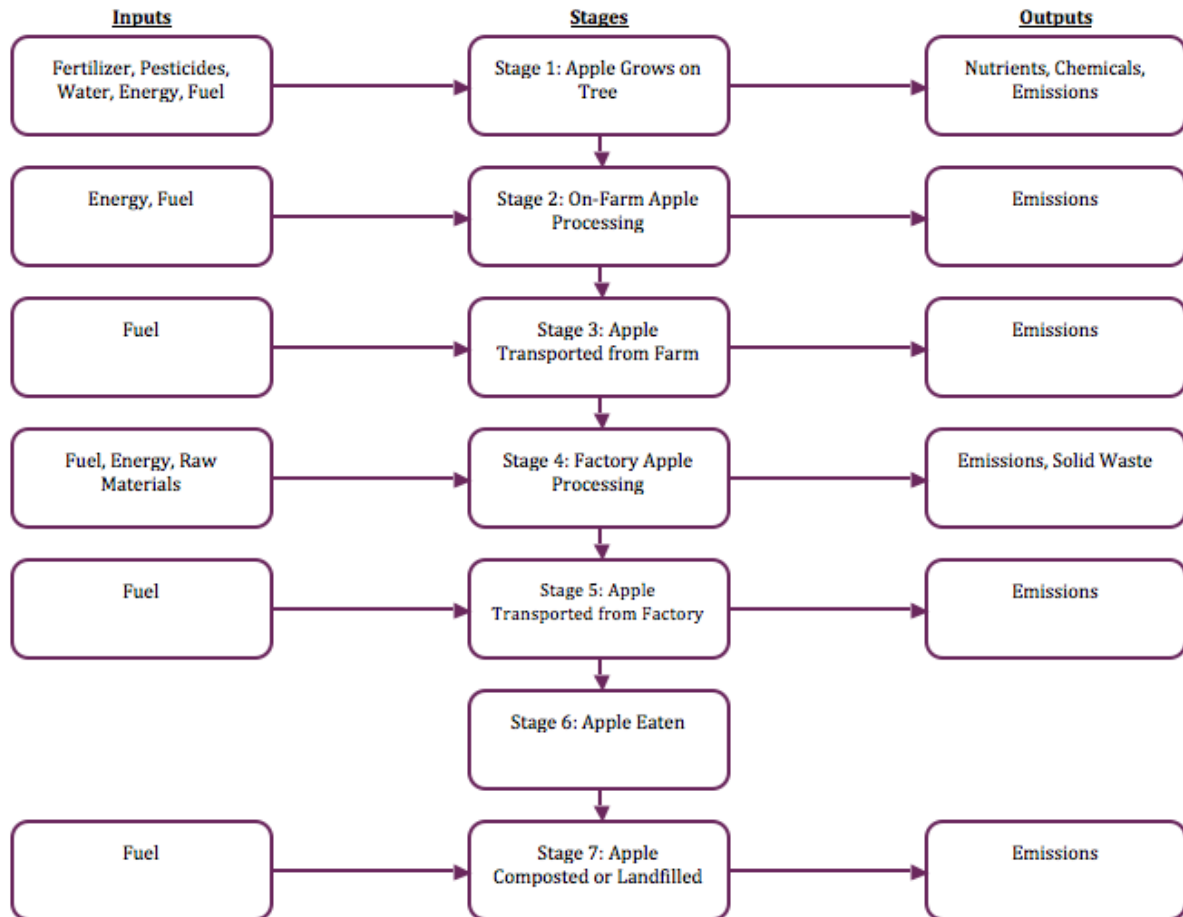 Inputs
Stages
Outputs
Fertilizer, Pesticides,
Water, Energy, Fuel
Stage 1: Apple Grows on
Tree
Nutrients, Chemicals,
Emissions
Energy, Fuel
Stage 2: On-Farm Apple
Processing
Emissions
Fuel
Stage 3: Apple
Transported from Farm
Emissions
Fuel, Energy, Raw
Materials
Stage 4: Factory Apple
Processing
Emissions, Solid Waste
Fuel
Stage 5: Apple
Transported from Factory
Emissions
Stage 6: Apple Eaten
Fuel
Stage 7: Apple
Composted or Landfilled
Emissions